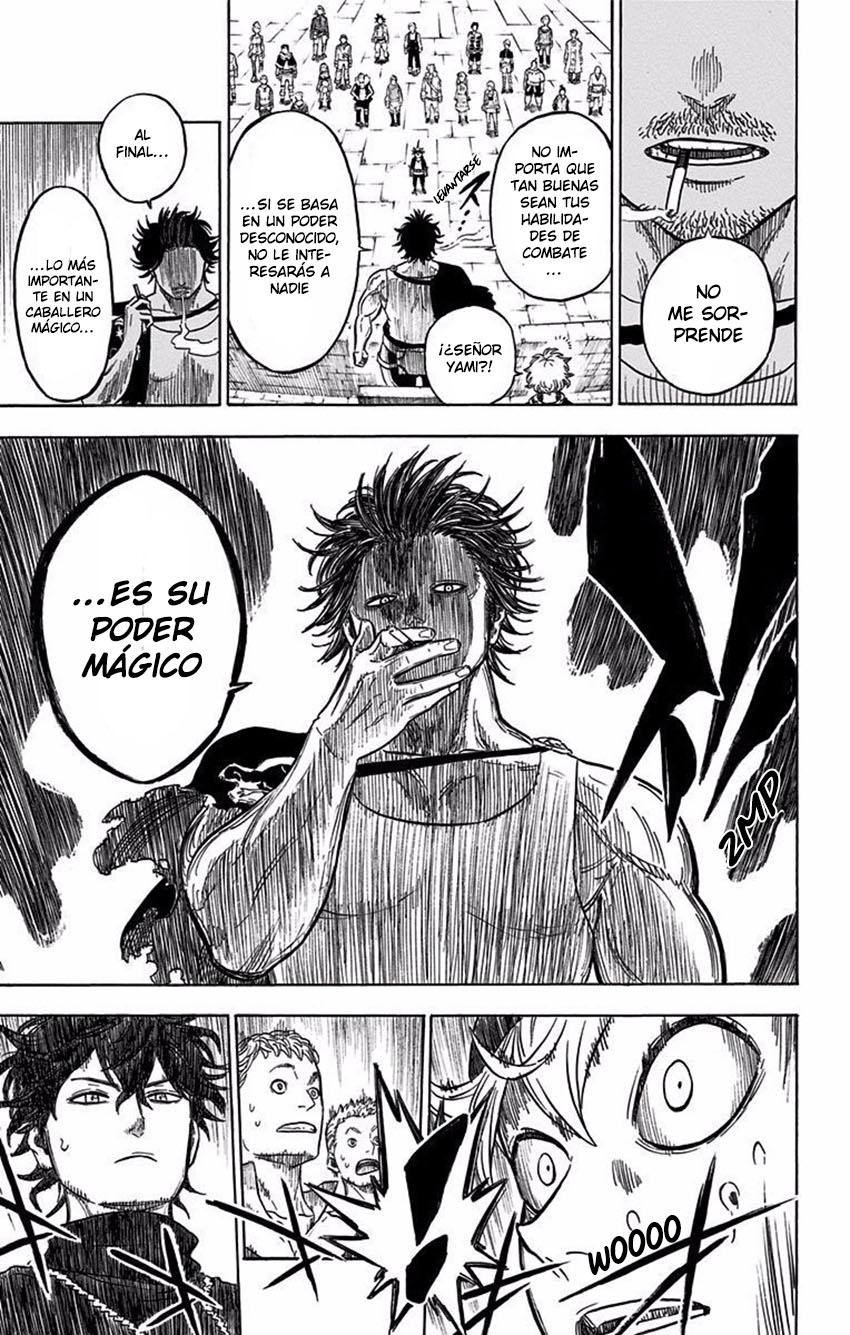 NO
ME SOR-
PRENDE
NO IM-
PORTA QUE
TAN BUENAS
SEAN TUS
HABILIDA-
DES DE
COMBATE
...
LEVANTARSE
...SI SE BASA
EN UN PODER
DESCONOCIDO,
NO LE INTE-
RESARÁS A
NADIE
¡¿SEÑOR
YAMI?!
AL
FINAL...
...LO MÁS
IMPORTAN-
TE EN UN
CABALLERO
MÁGICO...
...ES SU
PODER
MÁGICO
ZMP
WOOOO